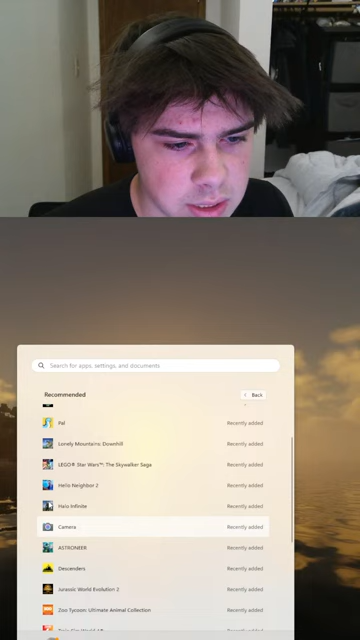 Search for apps, settings, and documents
Recommended
Back
Pal Recently added
Lonely Mountains: Downhill Recently added
LEGO® Star Wars™: The Skywalker Saga Recently added
Hello Neighbor 2 Recently added
Halo Infinite Recently added
Camera Recently added
ASTRONEER Recently added
Descenders Recently added
Jurassic World Evolution 2 Recently added
Zoo Tycoon: Ultimate Animal Collection Recently added
Recently added